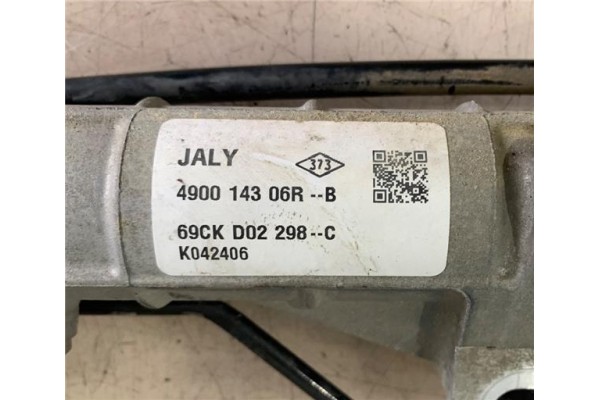 JALY 373
4900 143 06R --B
69CK D02 298--C
K042406